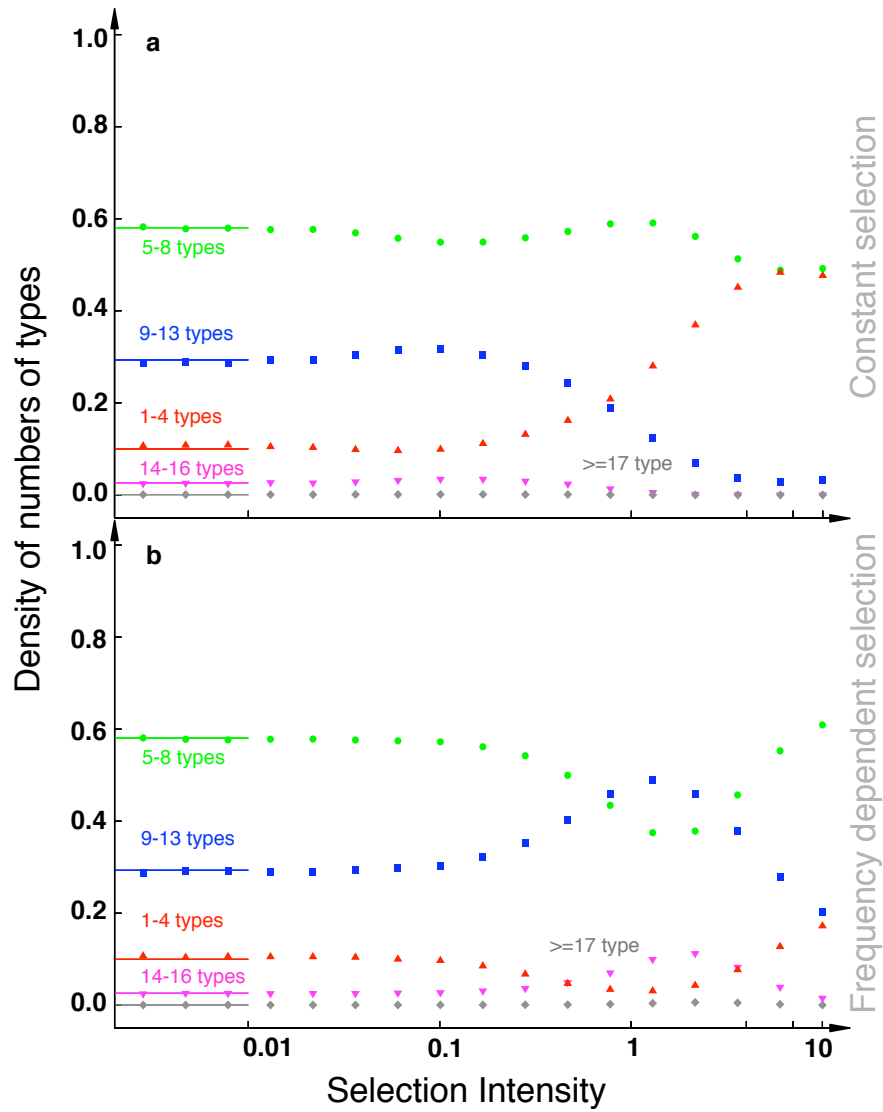 a
1.0
0.8
0.6
0.4
0.2
0.0
5-8 types
9-13 types
1-4 types
14-16 types
>=17 type
Constant selection
b
1.0
0.8
0.6
0.4
0.2
0.0
5-8 types
9-13 types
1-4 types
14-16 types
>=17 type
Frequency dependent selection
Density of numbers of types
0.01
0.1
1
10
Selection Intensity